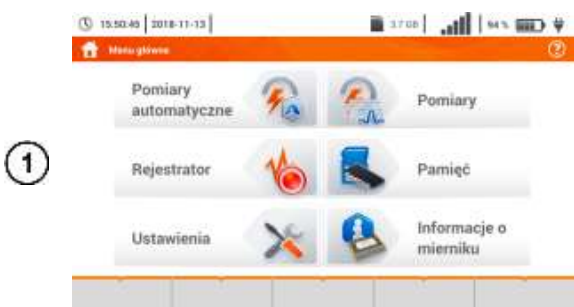 1
15:50:46 2018-11-13 3.7 GB 94%
Menu główne
Pomiary automatyczne
Pomiary
Rejestrator
Pamięć
Ustawienia
Informacje o mierniku